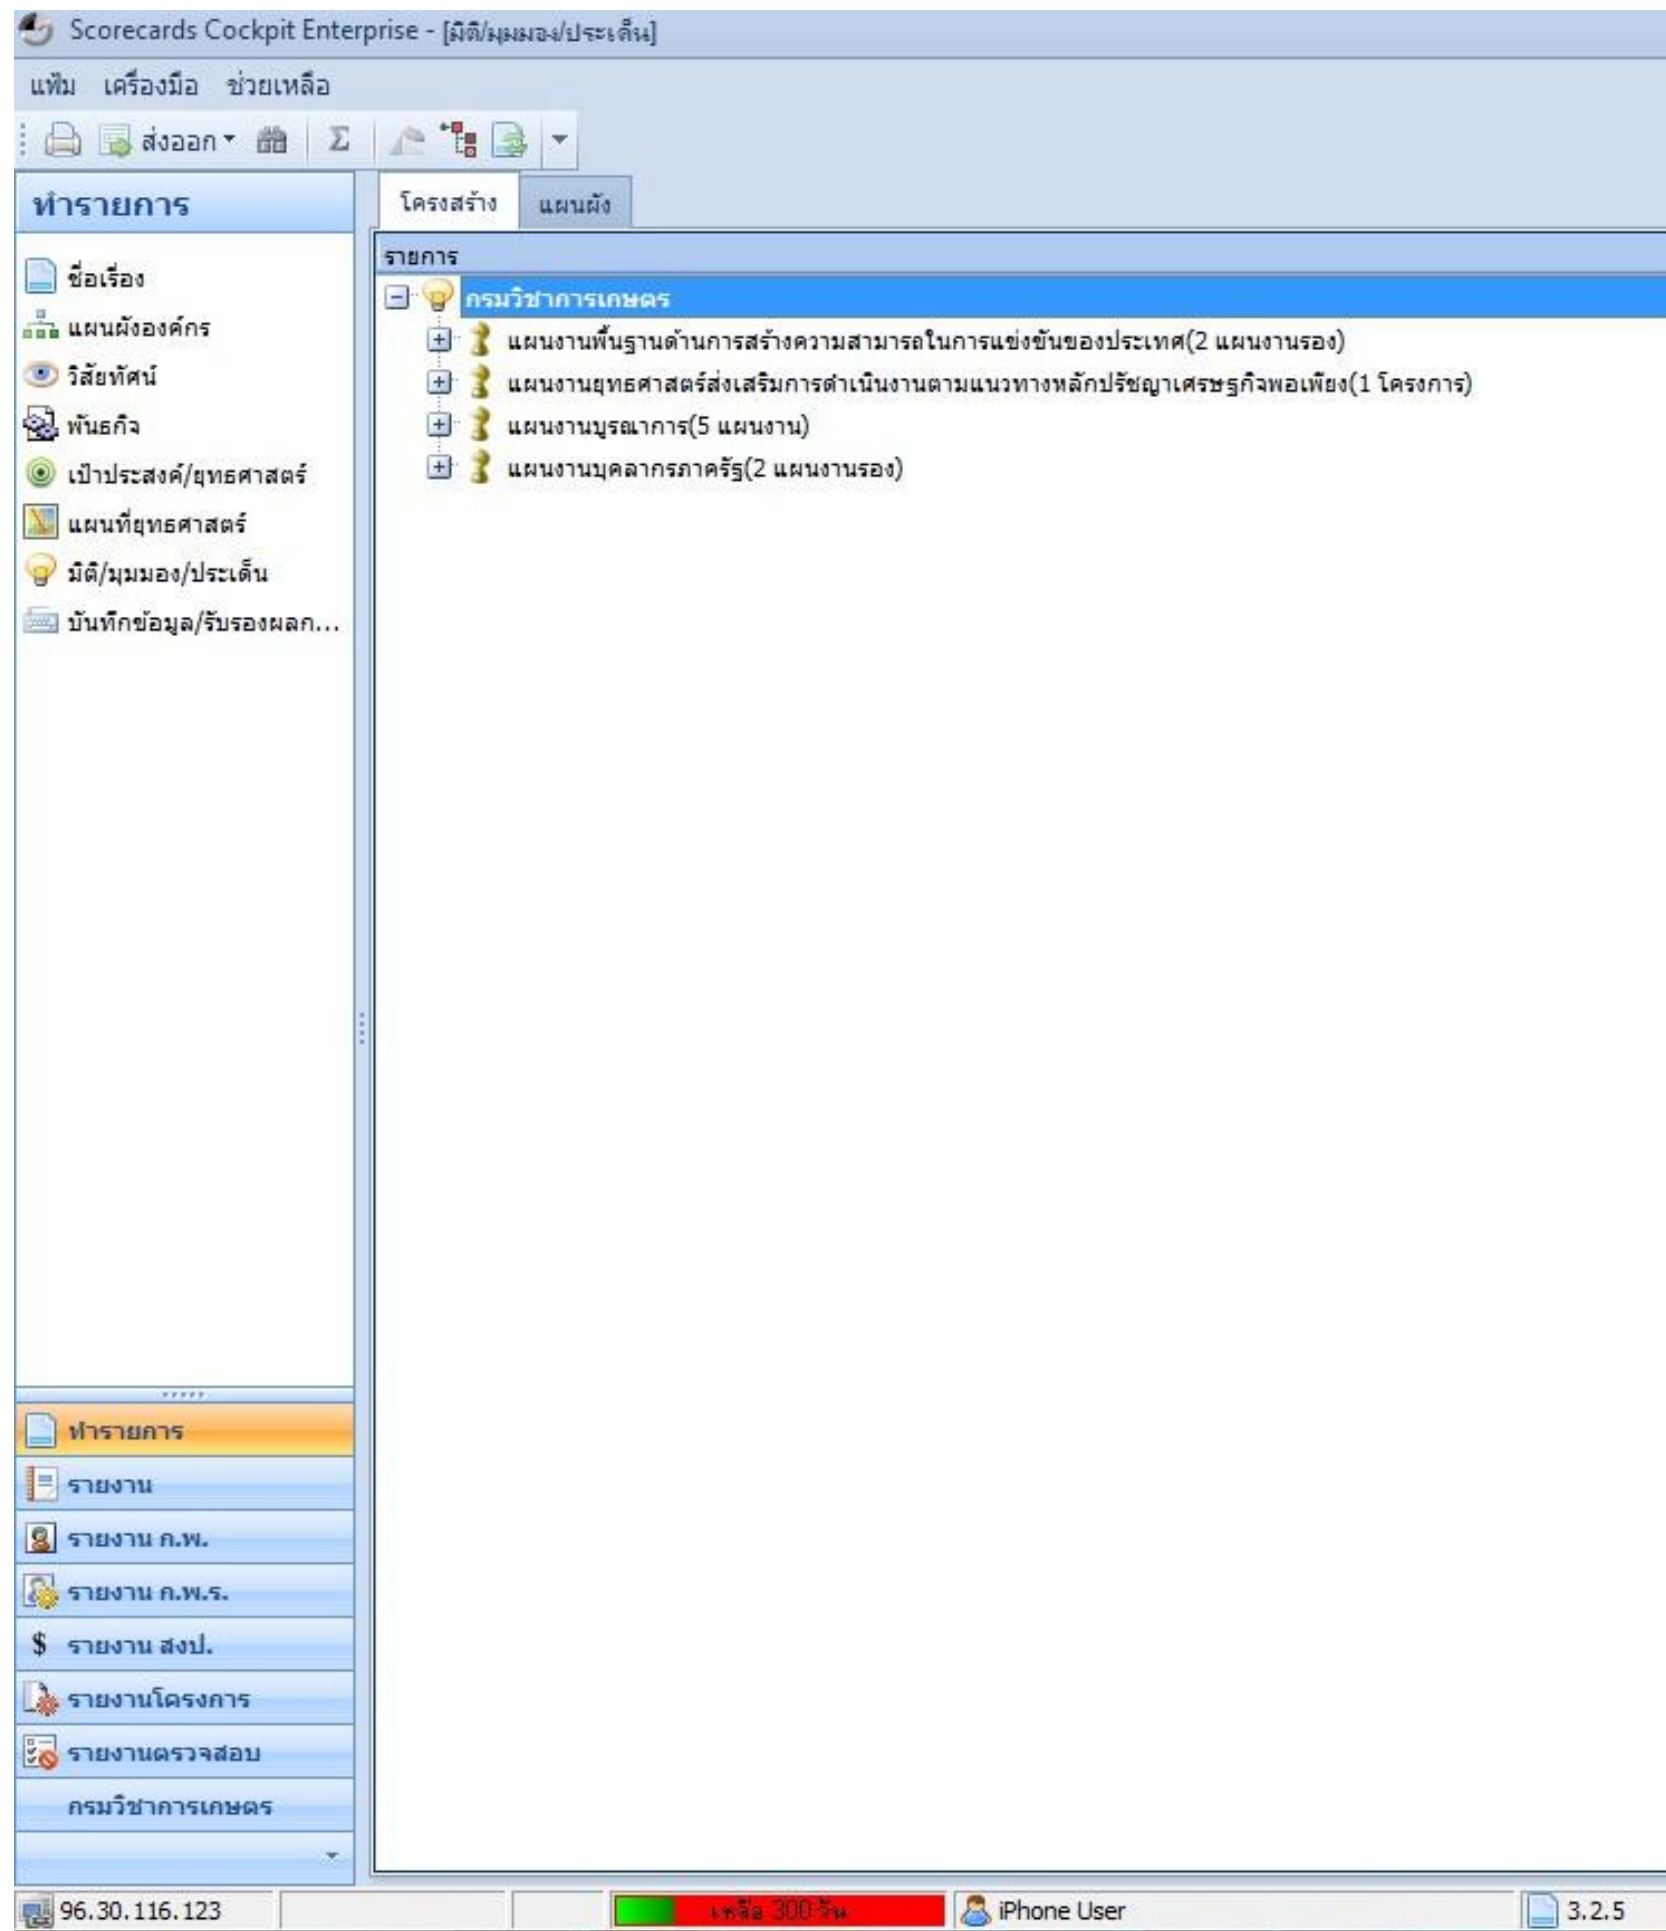 Scorecards Cockpit Enterprise - [มิติ/มุมมอง/ประเด็น]
แฟ้ม เครื่องมือ ช่วยเหลือ
ส่งออก Σ
ทำรายการ
ชื่อเรื่อง
แผนผังองค์กร
วิสัยทัศน์
พันธกิจ
เป้าประสงค์/ยุทธศาสตร์
แผนที่ยุทธศาสตร์
มิติ/มุมมอง/ประเด็น
บันทึกข้อมูล/รับรองผลก...
โครงสร้าง แผนผัง
รายการ
กรมวิชาการเกษตร
แผนงานพื้นฐานด้านการสร้างความสามารถในการแข่งขันของประเทศ(2 แผนงานรอง)
แผนงานยุทธศาสตร์ส่งเสริมการดำเนินงานตามแนวทางหลักปรัชญาเศรษฐกิจพอเพียง(1 โครงการ)
แผนงานบูรณาการ(5 แผนงาน)
แผนงานบุคลากรภาครัฐ(2 แผนงานรอง)
ทำรายการ
รายงาน
รายงาน ก.พ.
รายงาน ก.พ.ร.
$ รายงาน สงป.
รายงานโครงการ
รายงานตรวจสอบ
กรมวิชาการเกษตร
96.30.116.123 เหลือ 300 วัน iPhone User 3.2.5